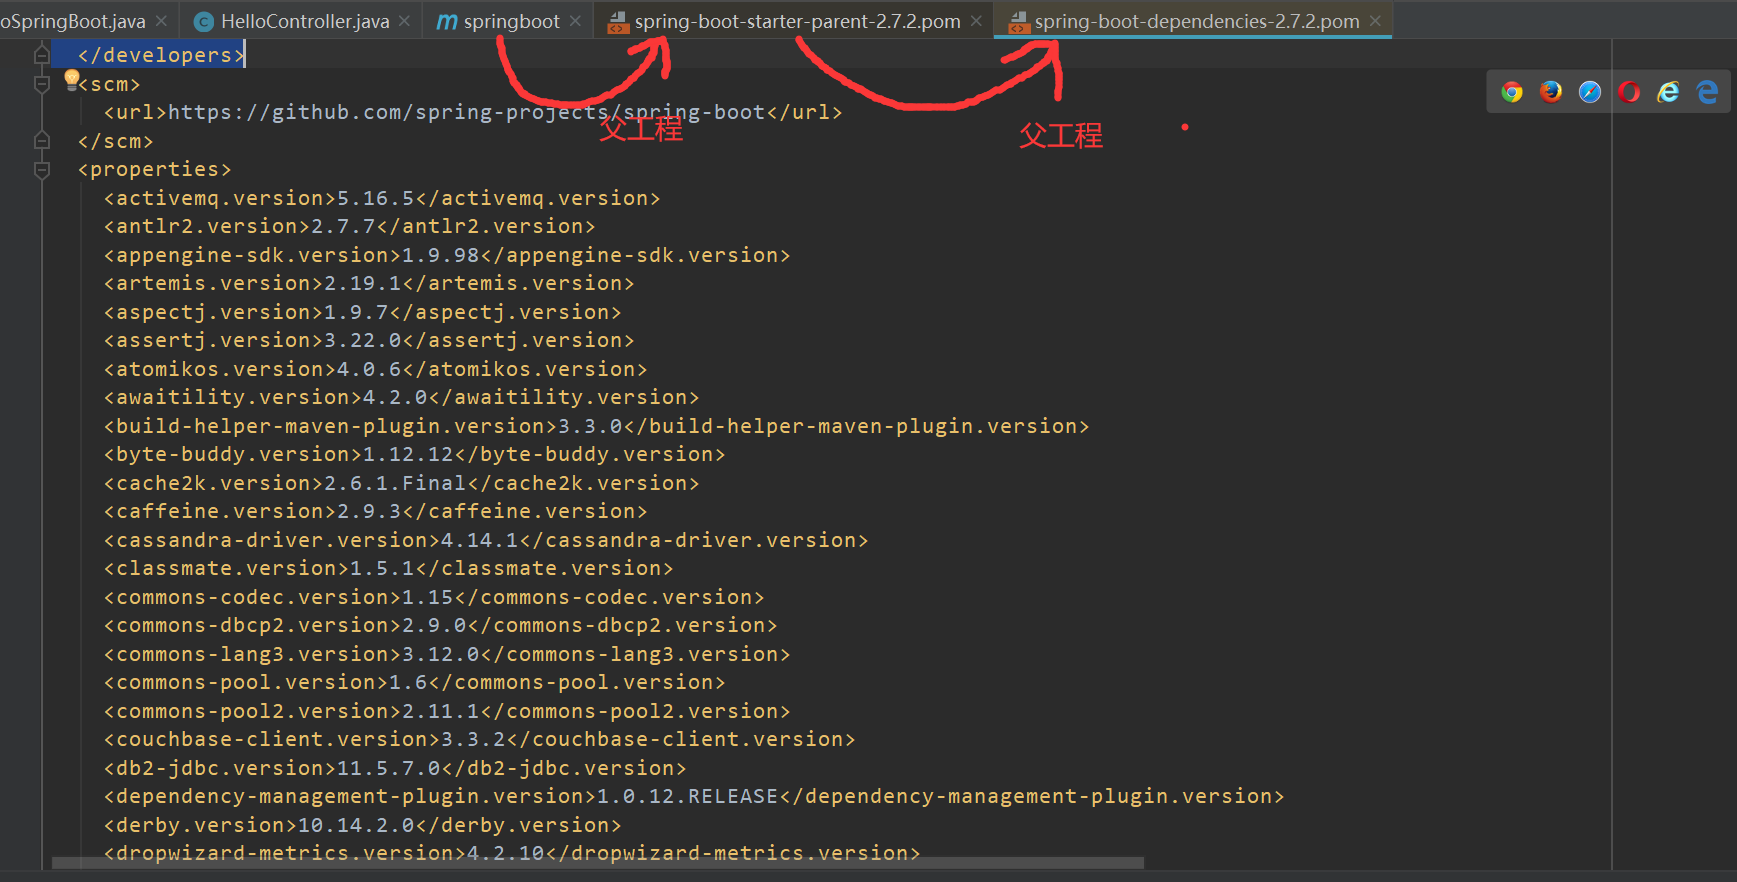 oSpringBoot.java HelloController.java springboot spring-boot-starter-parent-2.7.2.pom spring-boot-dependencies-2.7.2.pom
</developers>
<scm>
<url>https://github.com/spring-projects/spring-boot</url>
父工程 父工程
</scm>
<properties>
<activemq.version>5.16.5</activemq.version>
<antlr2.version>2.7.7</antlr2.version>
<appengine-sdk.version>1.9.98</appengine-sdk.version>
<artemis.version>2.19.1</artemis.version>
<aspectj.version>1.9.7</aspectj.version>
<assertj.version>3.22.0</assertj.version>
<atomikos.version>4.0.6</atomikos.version>
<awaitility.version>4.2.0</awaitility.version>
<build-helper-maven-plugin.version>3.3.0</build-helper-maven-plugin.version>
<byte-buddy.version>1.12.12</byte-buddy.version>
<cache2k.version>2.6.1.Final</cache2k.version>
<caffeine.version>2.9.3</caffeine.version>
<cassandra-driver.version>4.14.1</cassandra-driver.version>
<classmate.version>1.5.1</classmate.version>
<commons-codec.version>1.15</commons-codec.version>
<commons-dbcp2.version>2.9.0</commons-dbcp2.version>
<commons-lang3.version>3.12.0</commons-lang3.version>
<commons-pool.version>1.6</commons-pool.version>
<commons-pool2.version>2.11.1</commons-pool2.version>
<couchbase-client.version>3.3.2</couchbase-client.version>
<db2-jdbc.version>11.5.7.0</db2-jdbc.version>
<dependency-management-plugin.version>1.0.12.RELEASE</dependency-management-plugin.version>
<derby.version>10.14.2.0</derby.version>
<dropwizard-metrics.version>4.2.10</dropwizard-metrics.version>